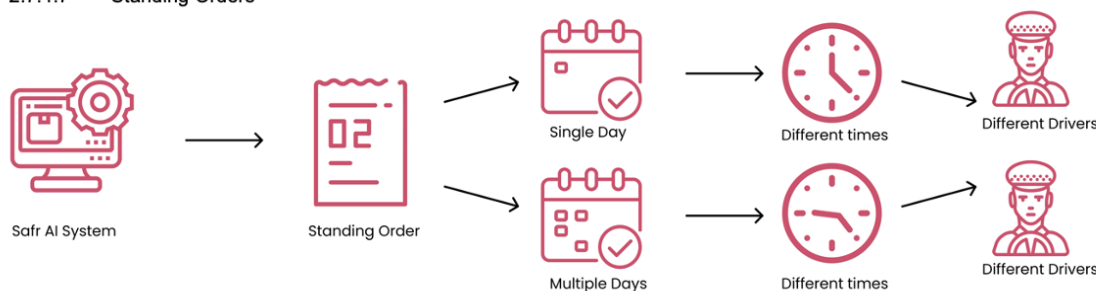 Standing Orders
02
Single Day
Different times
Different Drivers
Safr AI System
Standing Order
Multiple Days
Different times
Different Drivers